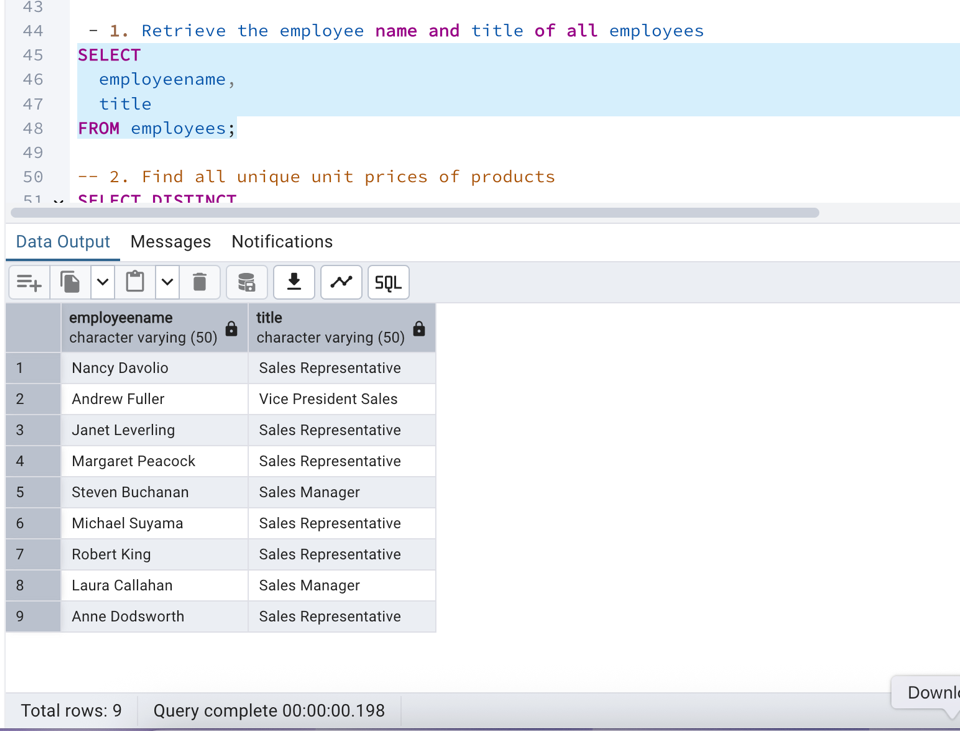 43
44 - 1. Retrieve the employee name and title of all employees
45 SELECT
46 employeename,
47 title
48 FROM employees;
49
50 -- 2. Find all unique unit prices of products
51 SELECT DISTINCT
Data Output Messages Notifications
SQL
employeename title
character varying (50) character varying (50)
1 Nancy Davolio Sales Representative
2 Andrew Fuller Vice President Sales
3 Janet Leverling Sales Representative
4 Margaret Peacock Sales Representative
5 Steven Buchanan Sales Manager
6 Michael Suyama Sales Representative
7 Robert King Sales Representative
8 Laura Callahan Sales Manager
9 Anne Dodsworth Sales Representative
Downlo
Total rows: 9 Query complete 00:00:00.198